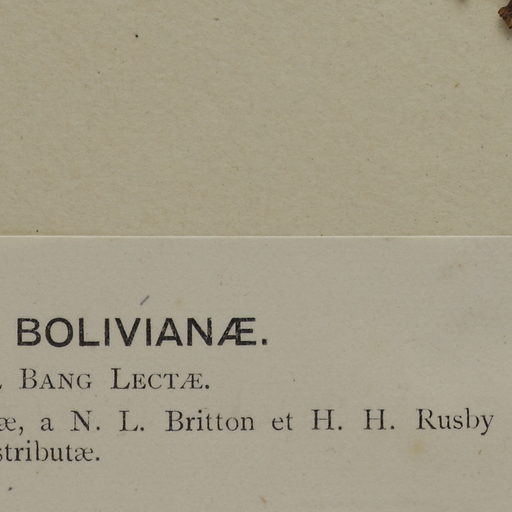 BOLIVIANÆ.
BANG LECTÆ.
æ, a N. L. Britton et H. H. Rusby
stributæ.